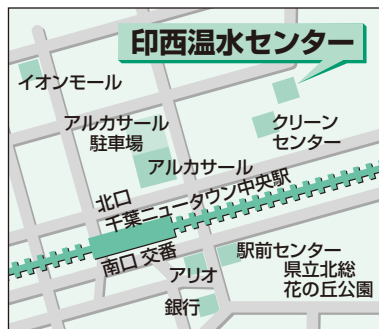 印西温水センター
イオンモール
アルカサール
駐車場
クリーン
センター
アルカサール
北口
千葉ニュータウン中央駅
南口 交番
駅前センター
アリオ
県立北総
花の丘公園
銀行